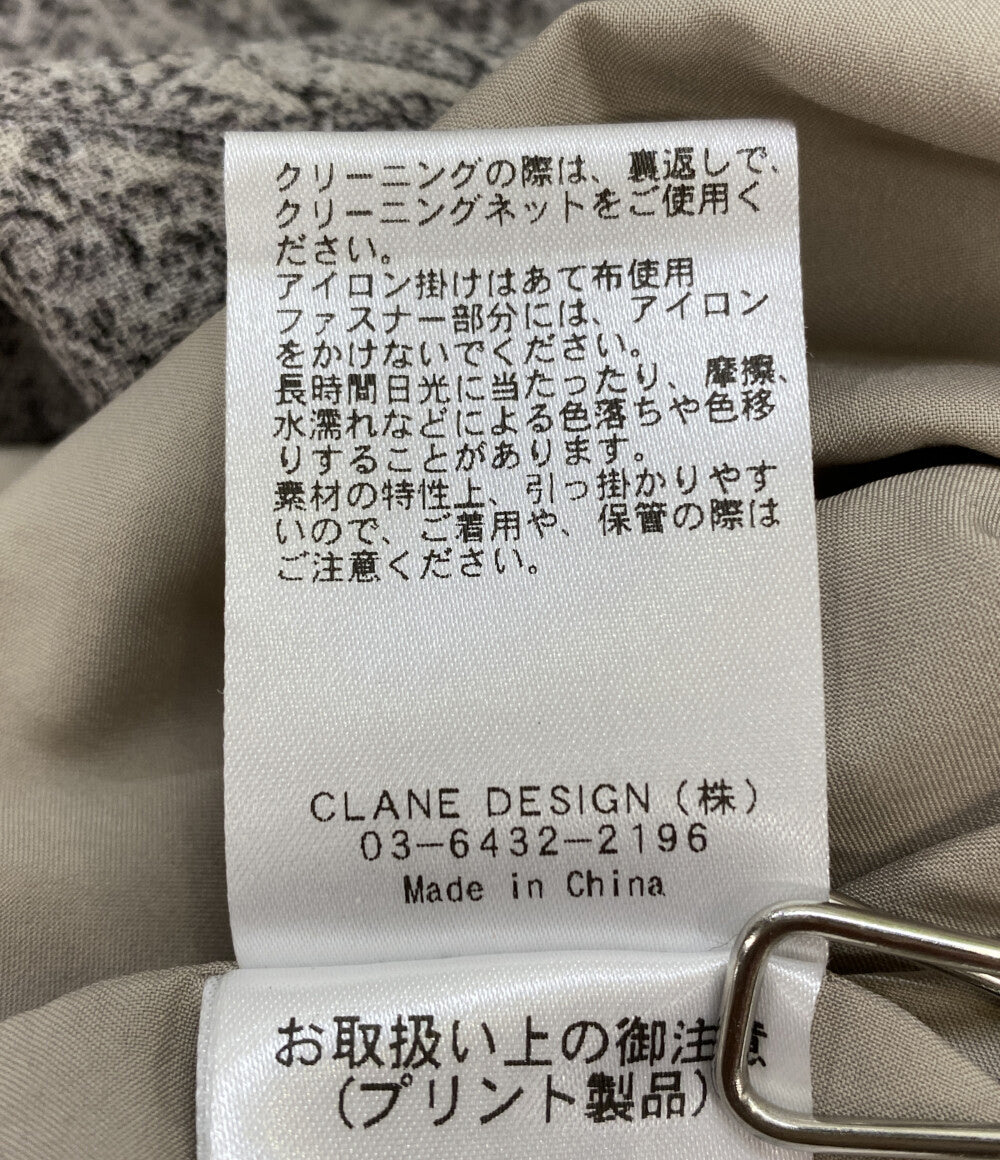 クリーニングの際は、裏返しで、
クリーニングネットをご使用く
ださい。
アイロン掛けはあて布使用
ファスナー部分には、アイロン
をかけないでください。
長時間日光に当たったり、摩擦、
水濡れなどによる色落ちや色移
りすることがあります。
素材の特性上、引っ掛かりやす
いので、ご着用や、保管の際は
ご注意ください。
CLANE DESIGN（株）
03-6432-2196
Made in China
お取扱い上の御注意
（プリント製品）